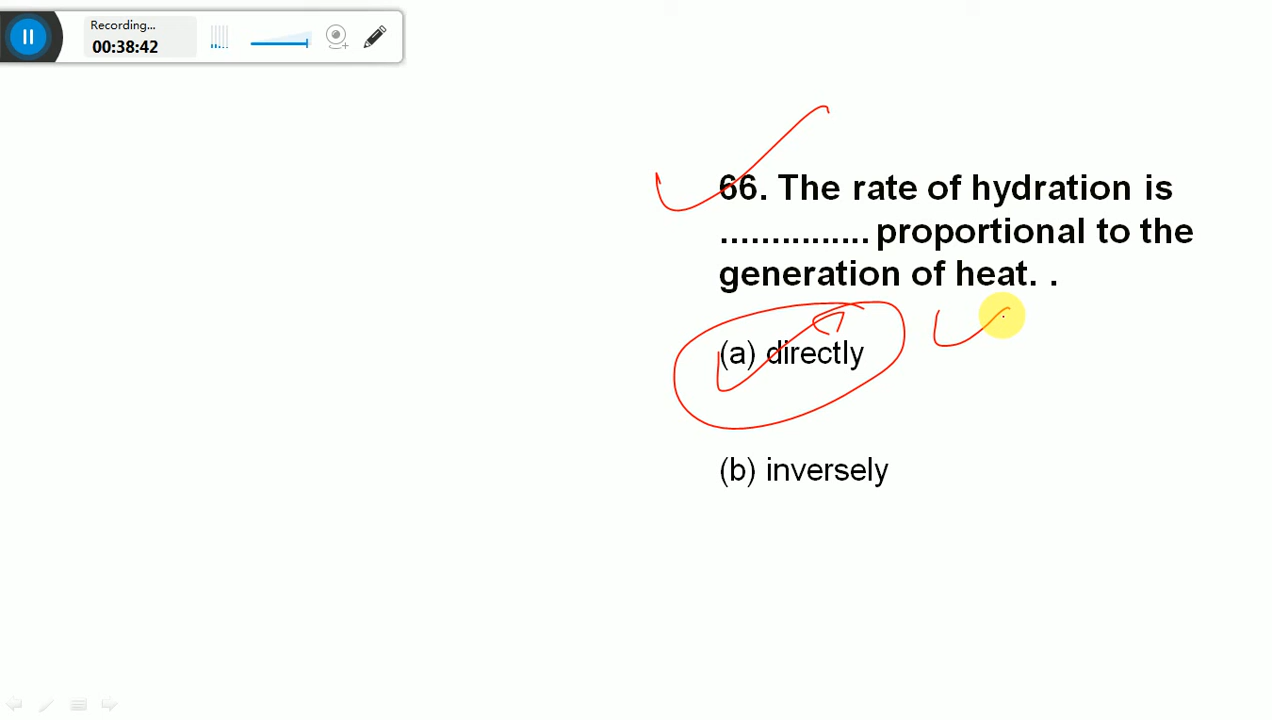 Recording...
00:38:42
66. The rate of hydration is
............... proportional to the
generation of heat. .
(a) directly
(b) inversely